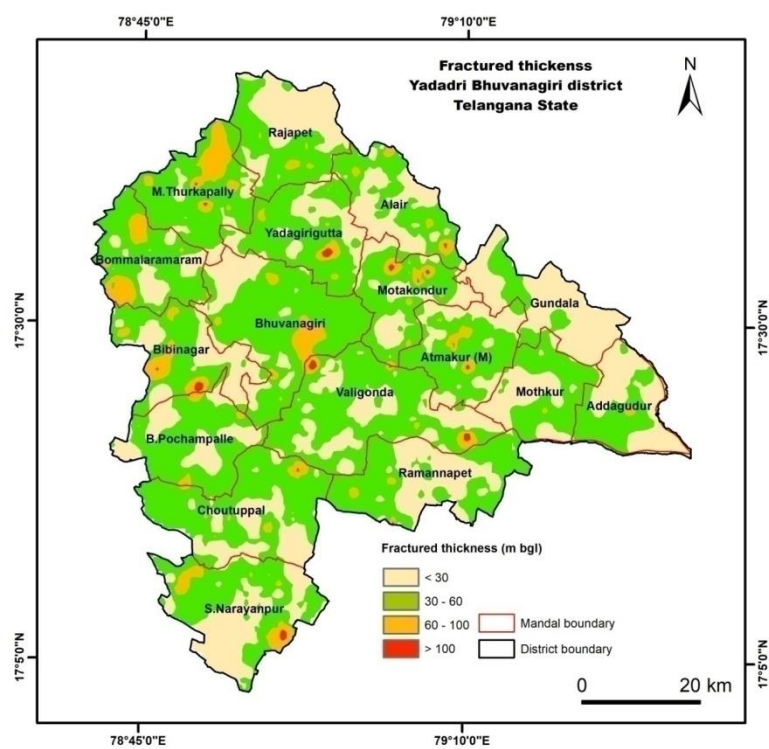 78°45'0"E
79°10'0"E
Fractured thickenss
Yadadri Bhuvanagiri district
Telangana State
N
Rajapet
M.Thurkapally
Alair
Yadagirigutta
Bommalaramaram
Motakondur
Gundala
17°30'0"N
17°30'0"N
Bhuvanagiri
Bibinagar
Atmakur (M)
Valigonda
Mothkur
Addagudur
B.Pochampalle
Ramannapet
Choutuppal
Fractured thickness (m bgl)
< 30
30 - 60
60 - 100
> 100
Mandal boundary
District boundary
S.Narayanpur
17°5'0"N
17°5'0"N
0 20 km
78°45'0"E
79°10'0"E